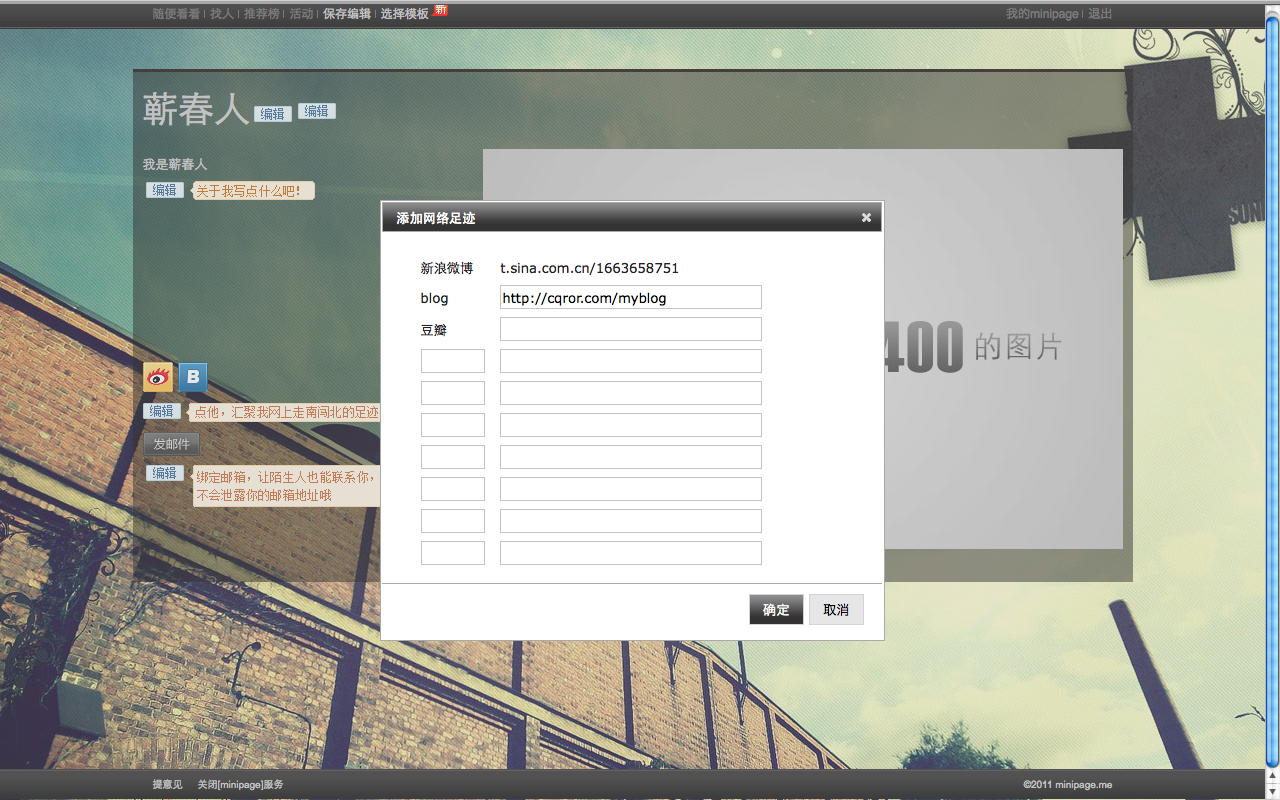 随便看看 | 找人 | 推荐榜 | 活动 | 保存编辑 | 选择模板 新
我的minipage | 退出
蕲春人 编辑 编辑
我是蕲春人
编辑 关于我写点什么吧！
添加网络足迹
新浪微博 t.sina.com.cn/1663658751
blog http://cqror.com/myblog
豆瓣
400 的图片
B
编辑 点他，汇聚我网上走南闯北的足迹
发邮件
编辑 绑定邮箱，让陌生人也能联系你，
不会泄露你的邮箱地址哦
确定 取消
提意见 关闭[minipage]服务
©2011 minipage.me